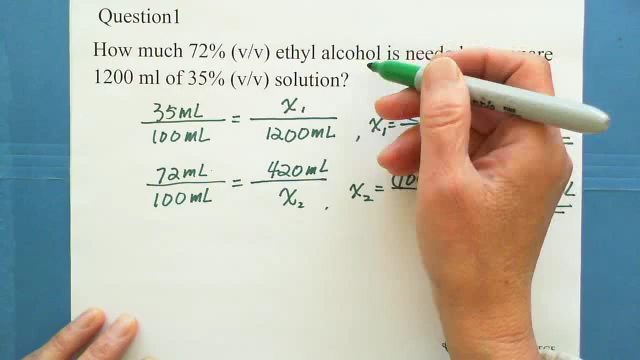 Question1
How much 72% (v/v) ethyl alcohol is
1200 ml of 35% (v/v) solution?
35mL/100mL = x₁/1200mL , x₁=
72mL/100mL = 420mL/x₂ , x₂ =